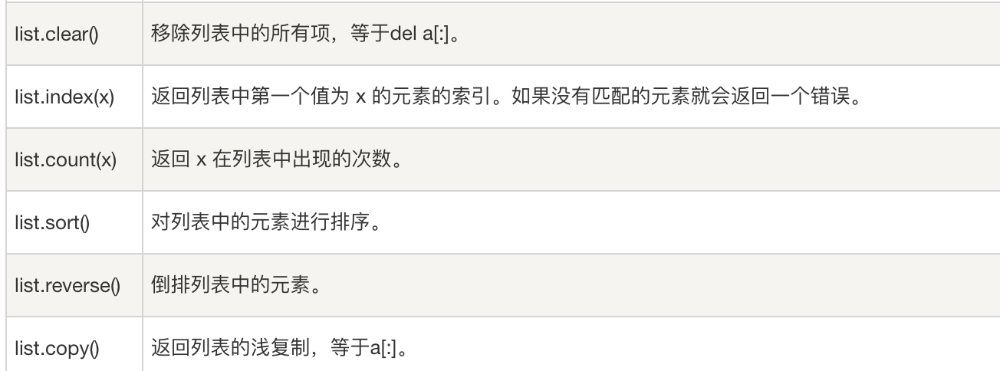 list.clear() 移除列表中的所有项，等于del a[:]。
list.index(x) 返回列表中第一个值为 x 的元素的索引。如果没有匹配的元素就会返回一个错误。
list.count(x) 返回 x 在列表中出现的次数。
list.sort() 对列表中的元素进行排序。
list.reverse() 倒排列表中的元素。
list.copy() 返回列表的浅复制，等于a[:]。